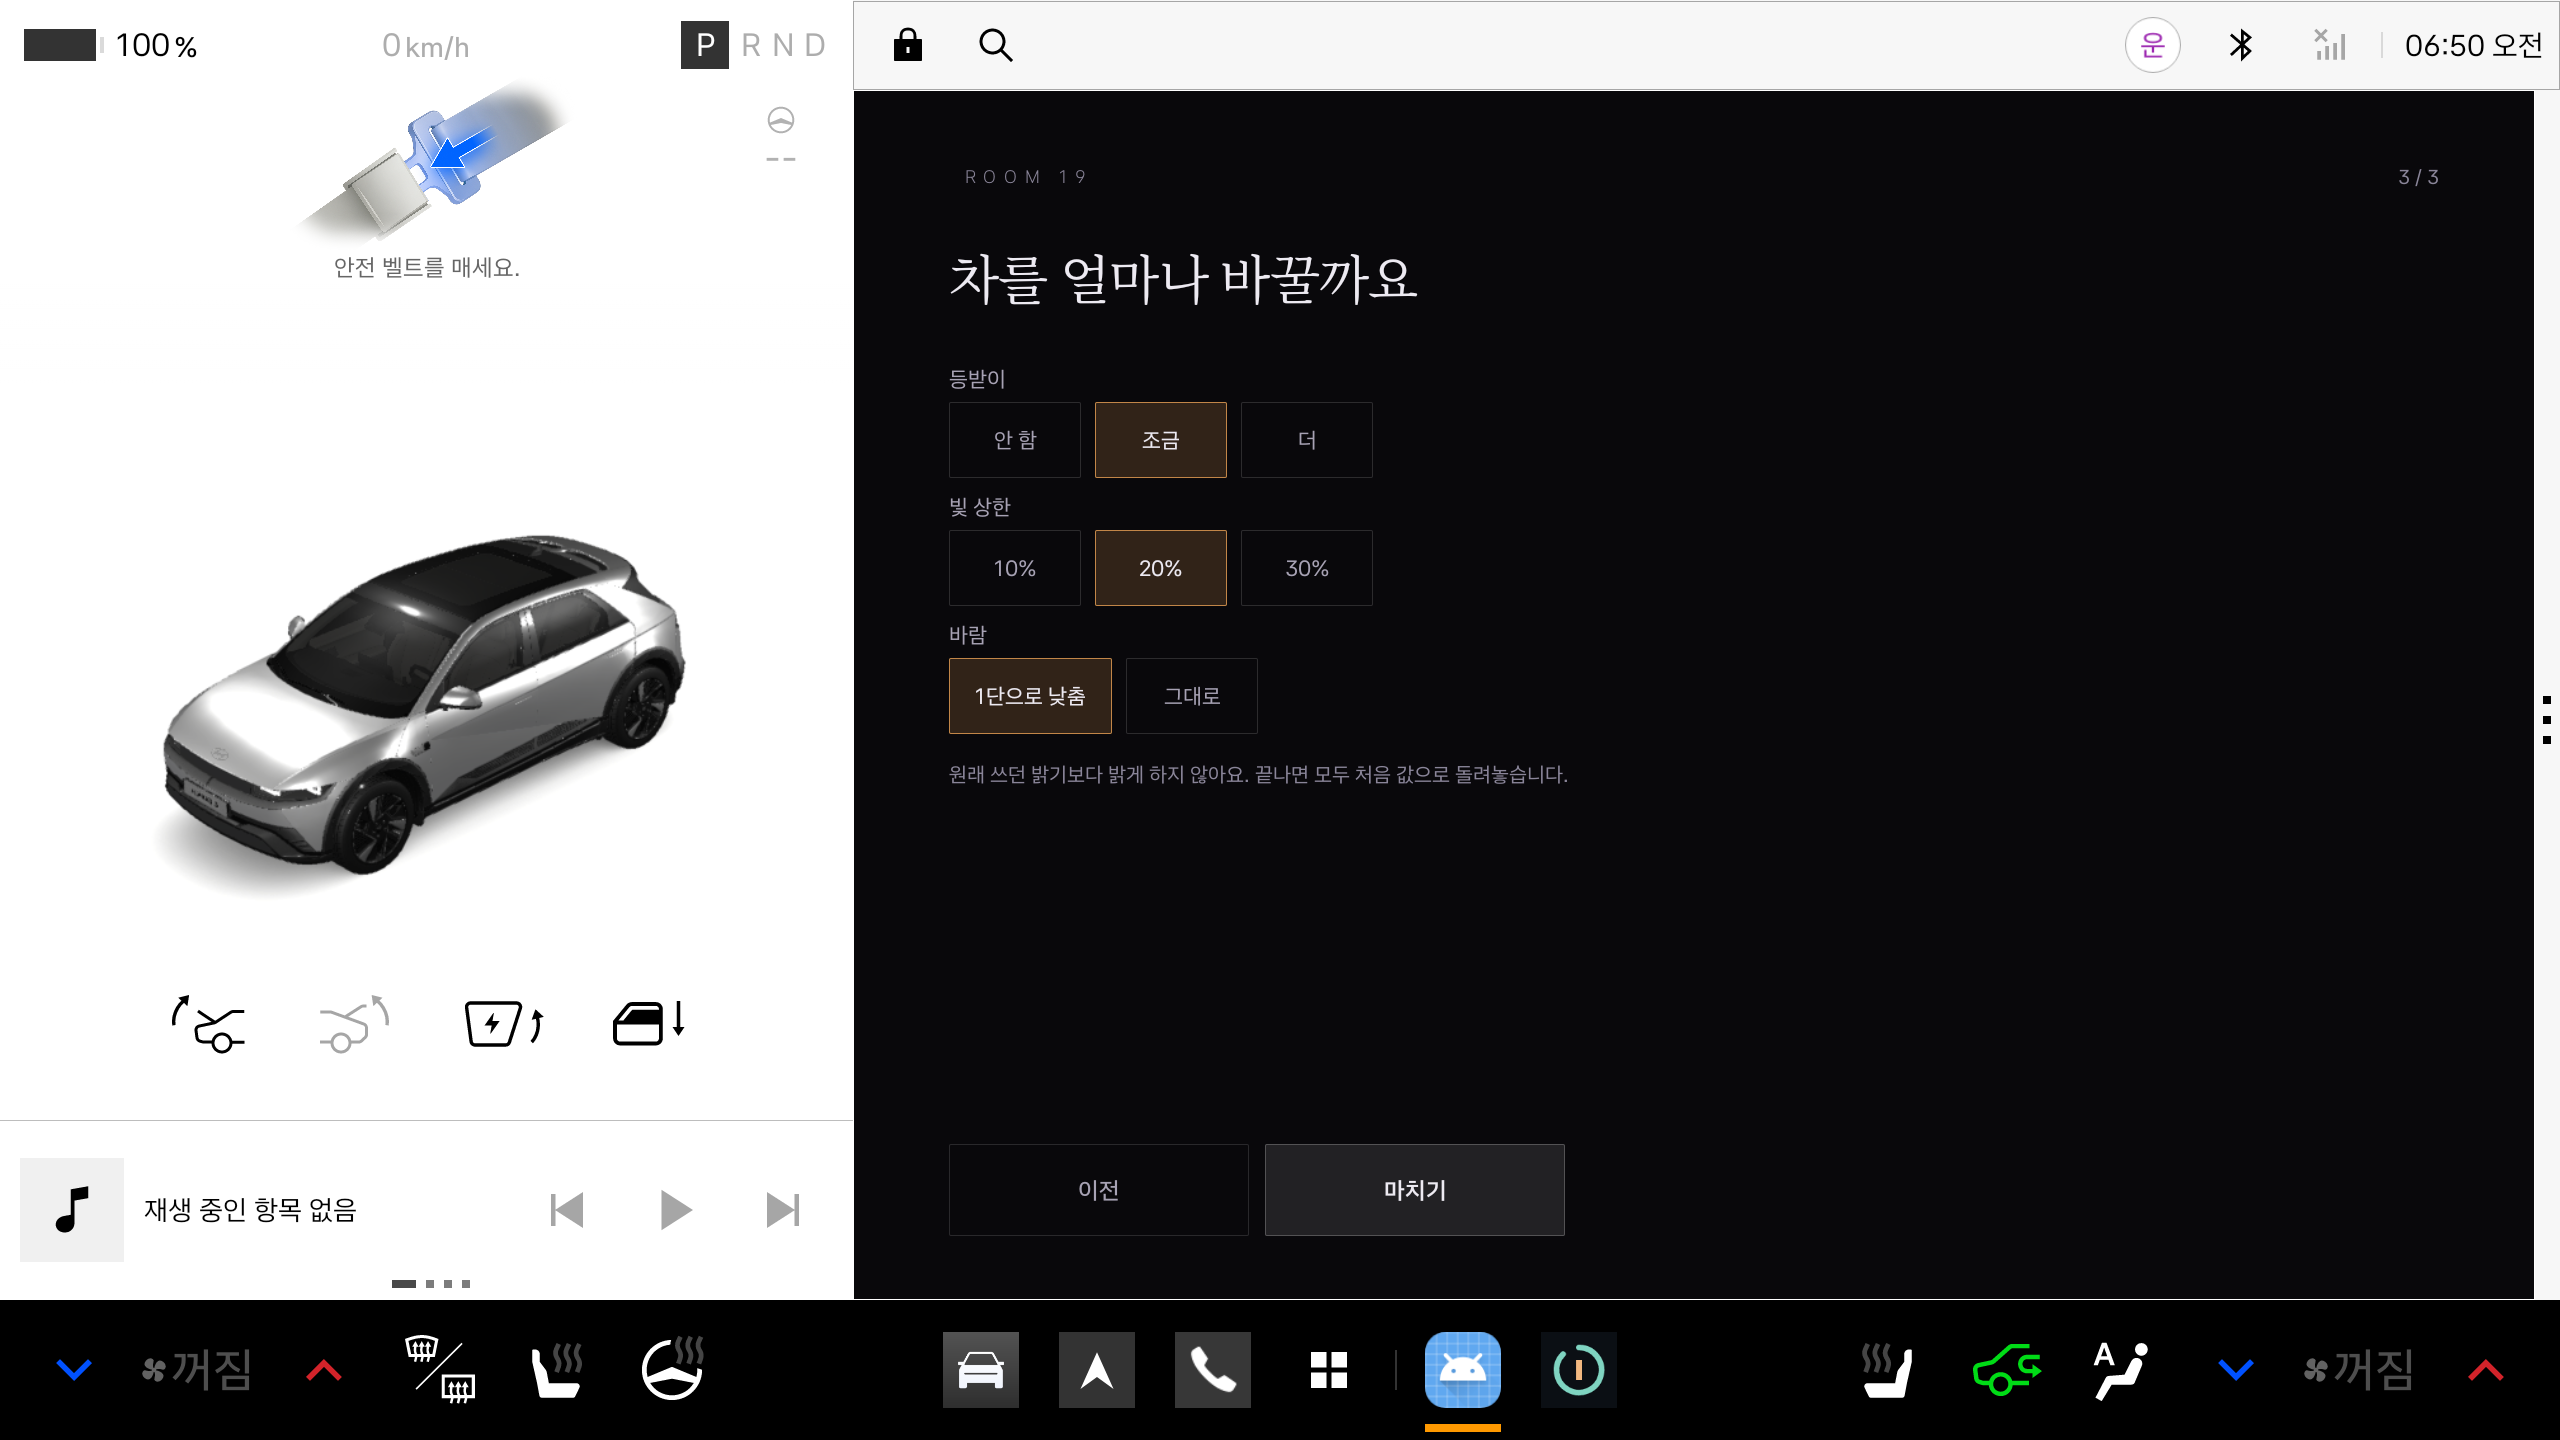 100%
0 km/h
P R N D
06:50 오전
운
안전 벨트를 매세요.
--
ROOM 19
3 / 3
차를 얼마나 바꿀까요
등받이
안 함
조금
더
빛 상한
10%
20%
30%
바람
1단으로 낮춤
그대로
원래 쓰던 밝기보다 밝게 하지 않아요. 끝나면 모두 처음 값으로 돌려놓습니다.
이전
마치기
재생 중인 항목 없음
꺼짐
A
꺼짐